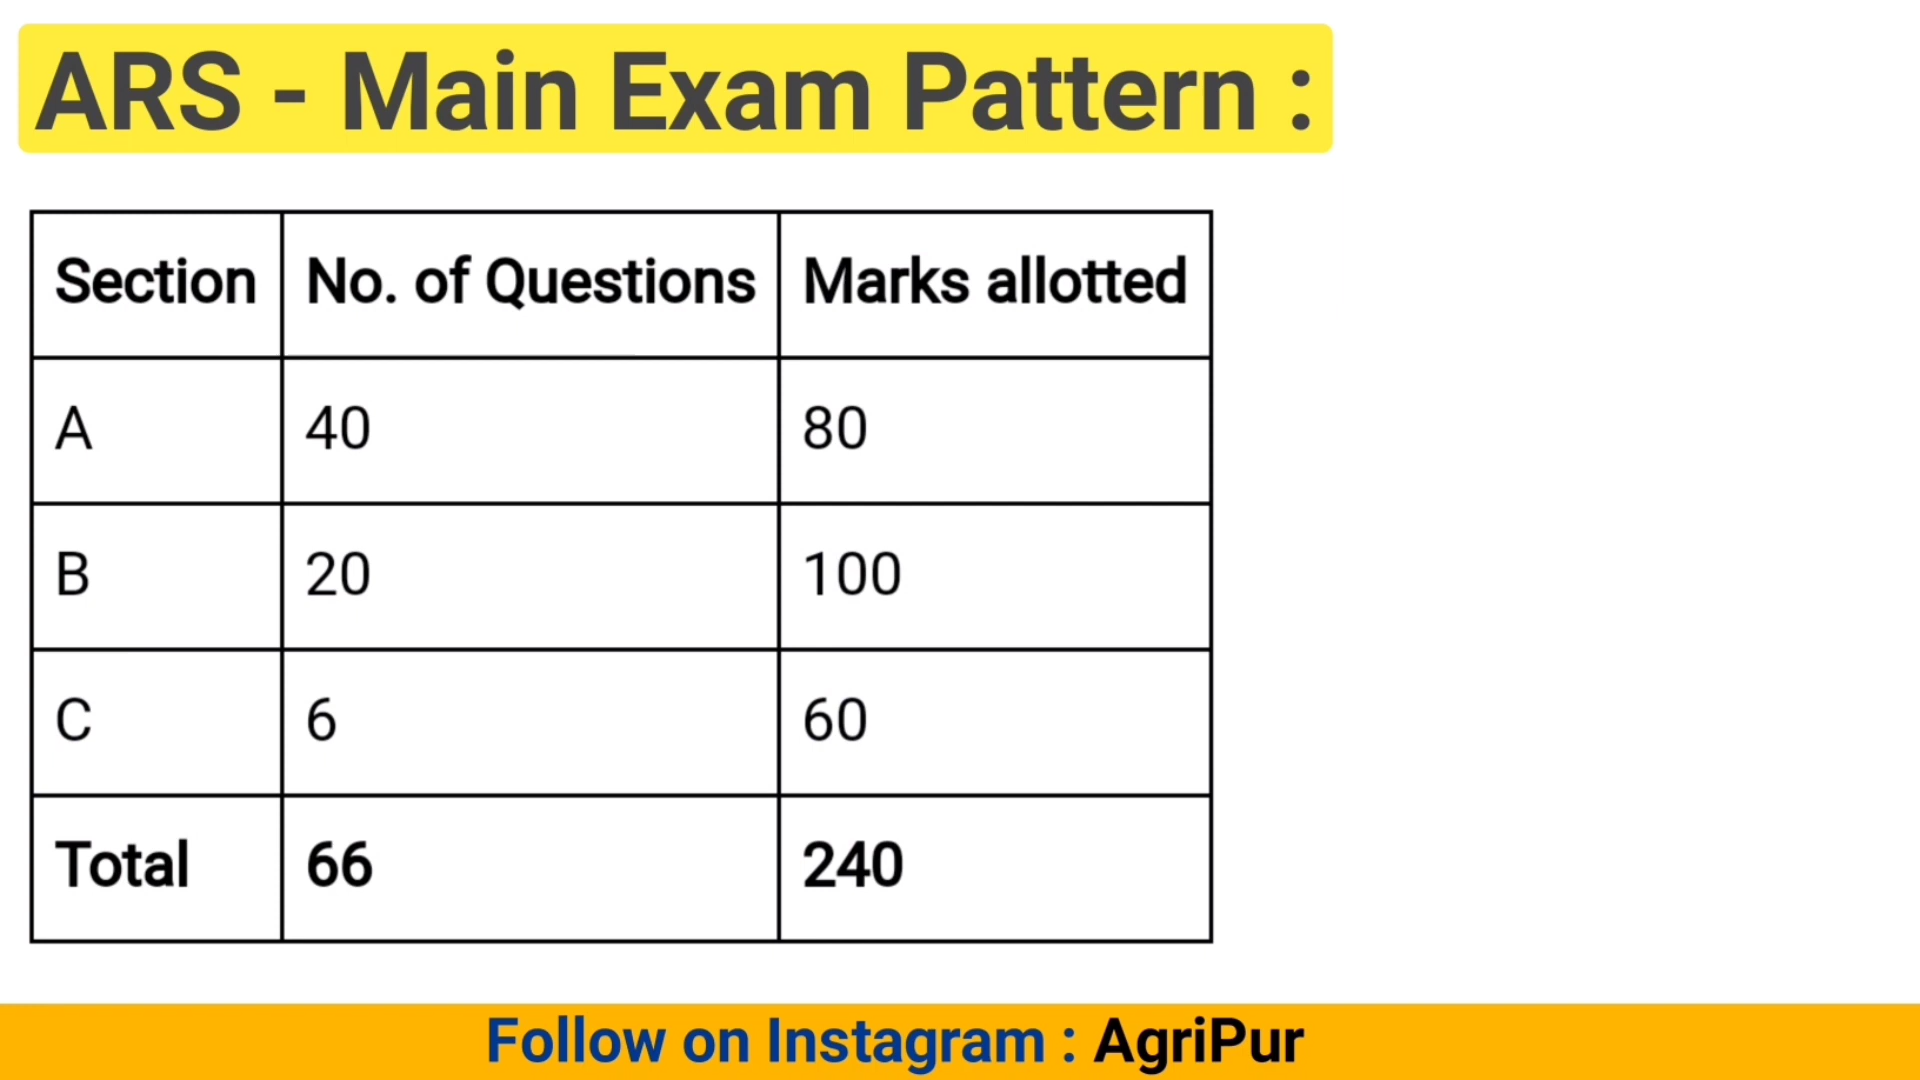 ARS - Main Exam Pattern :
Section No. of Questions Marks allotted
A 40 80
B 20 100
C 6 60
Total 66 240
Follow on Instagram : AgriPur